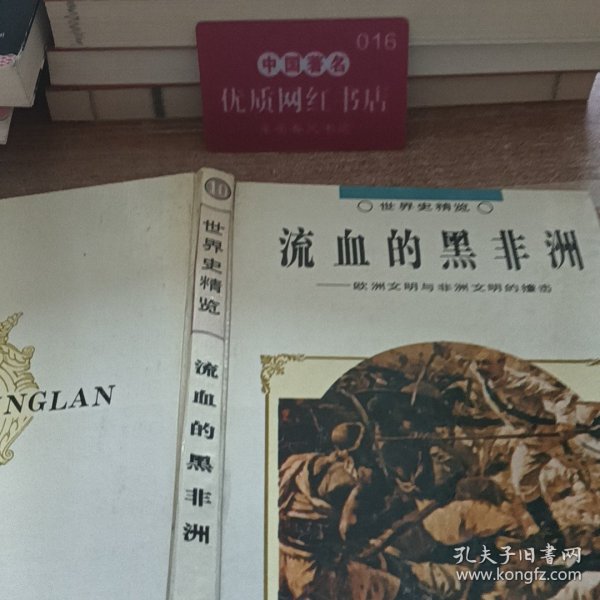 016
中国著名
优质网红书店
10
世界史精览
流血的黑非洲
世界史精览
流血的黑非洲
——欧洲文明与非洲文明的撞击
NGLAN
孔夫子旧书网
www.kongfz.com